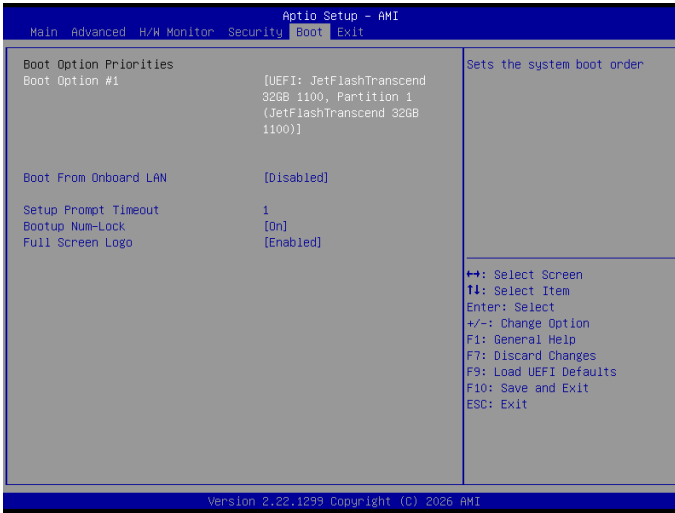 Aptio Setup – AMI
Main Advanced H/W Monitor Security Boot Exit
Boot Option Priorities
Boot Option #1 [UEFI: JetFlashTranscend
32GB 1100, Partition 1
(JetFlashTranscend 32GB
1100)]
Boot From Onboard LAN [Disabled]
Setup Prompt Timeout 1
Bootup Num-Lock [On]
Full Screen Logo [Enabled]
Sets the system boot order
↔: Select Screen
↑↓: Select Item
Enter: Select
+/-: Change Option
F1: General Help
F7: Discard Changes
F9: Load UEFI Defaults
F10: Save and Exit
ESC: Exit
Version 2.22.1299 Copyright (C) 2026 AMI